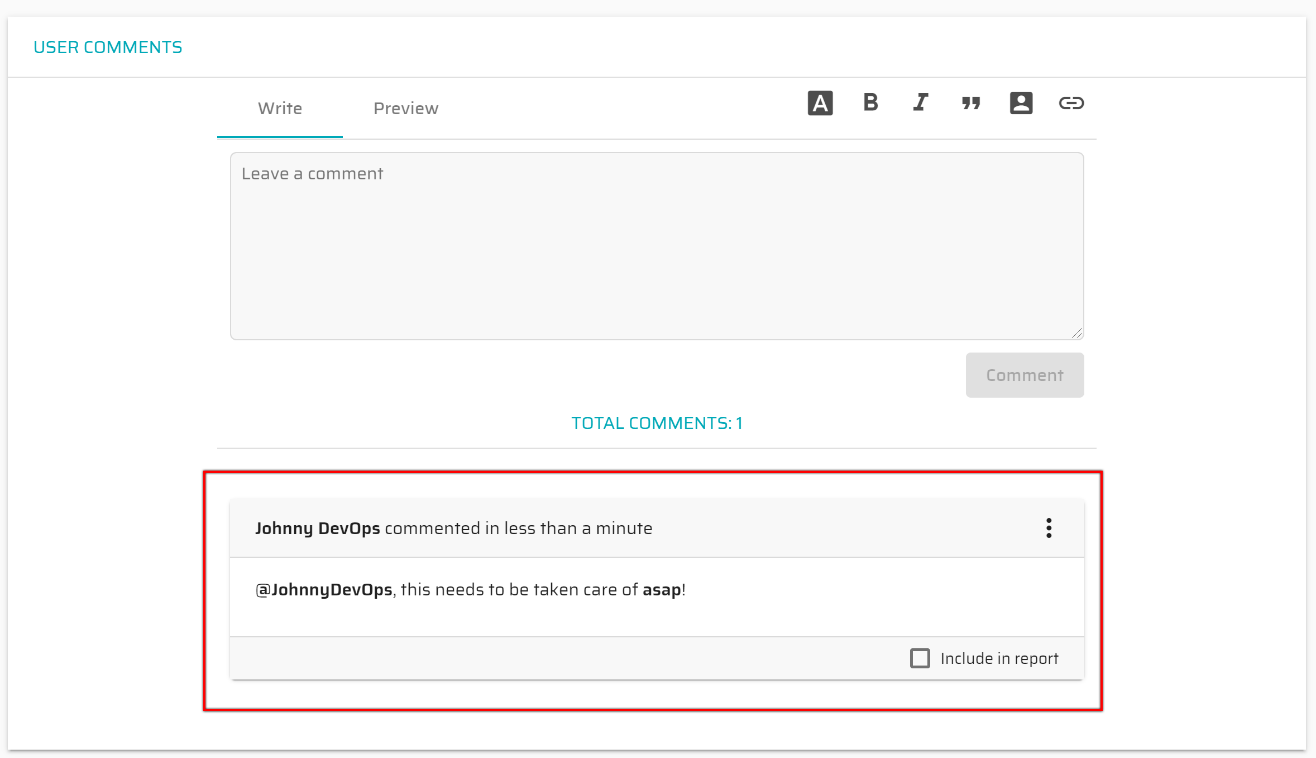 USER COMMENTS
Write Preview
A B I
Leave a comment
Comment
TOTAL COMMENTS: 1
Johnny DevOps commented in less than a minute
@JohnnyDevOps, this needs to be taken care of asap!
Include in report